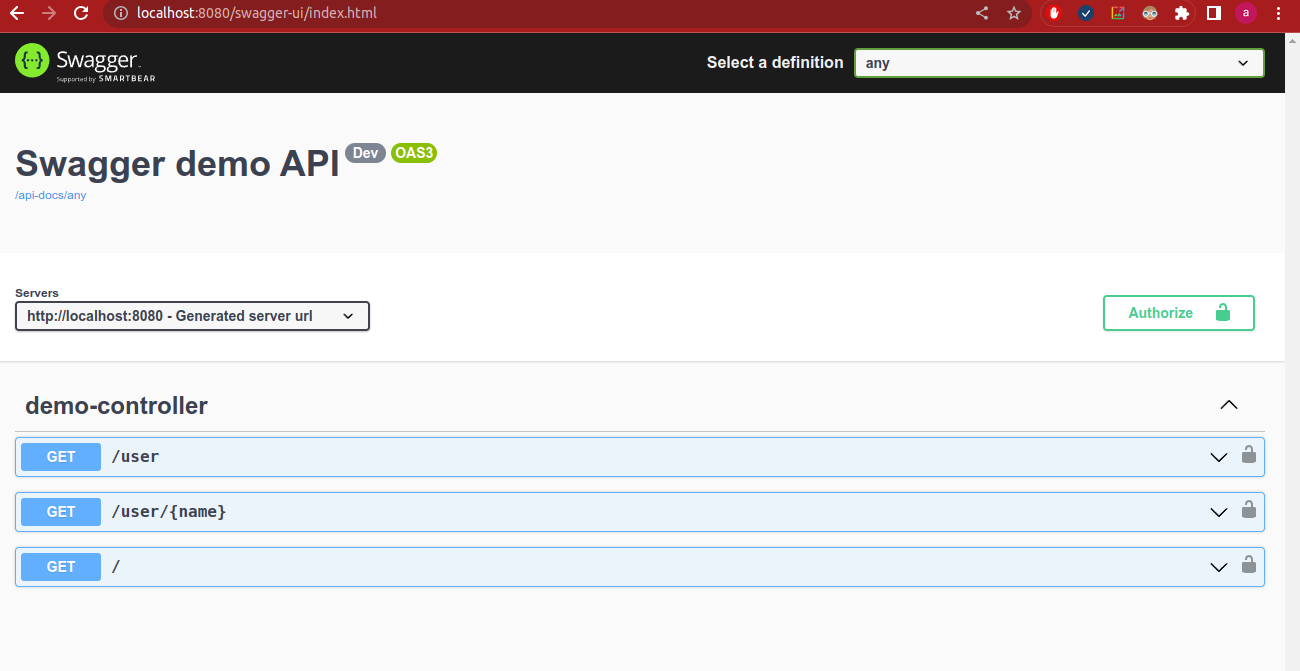 localhost:8080/swagger-ui/index.html
a
{...} Swagger.
Supported by SMARTBEAR
Select a definition
any
Swagger demo API Dev OAS3
/api-docs/any
Servers
http://localhost:8080 - Generated server url
Authorize
demo-controller
GET /user
GET /user/{name}
GET /